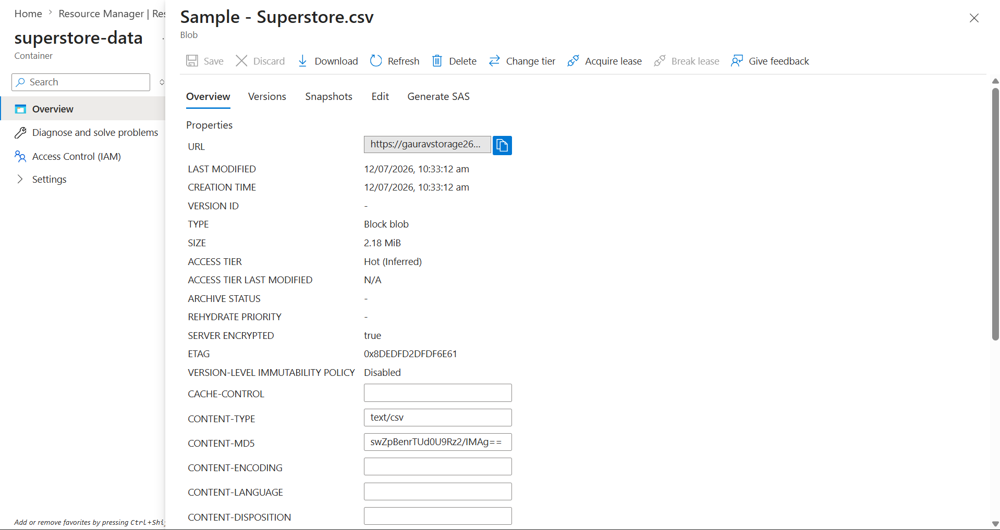 Home > Resource Manager | Res
superstore-data
Container
Search
Overview
Diagnose and solve problems
Access Control (IAM)
Settings
Add or remove favorites by pressing Ctrl+Shi
Sample - Superstore.csv
Blob
Save Discard Download Refresh Delete Change tier Acquire lease Break lease Give feedback
Overview Versions Snapshots Edit Generate SAS
Properties
URL https://gauravstorage26...
LAST MODIFIED 12/07/2026, 10:33:12 am
CREATION TIME 12/07/2026, 10:33:12 am
VERSION ID -
TYPE Block blob
SIZE 2.18 MiB
ACCESS TIER Hot (Inferred)
ACCESS TIER LAST MODIFIED N/A
ARCHIVE STATUS -
REHYDRATE PRIORITY -
SERVER ENCRYPTED true
ETAG 0x8DEDFD2DFDF6E61
VERSION-LEVEL IMMUTABILITY POLICY Disabled
CACHE-CONTROL
CONTENT-TYPE text/csv
CONTENT-MD5 swZpBenrTUd0U9Rz2/IMAg==
CONTENT-ENCODING
CONTENT-LANGUAGE
CONTENT-DISPOSITION